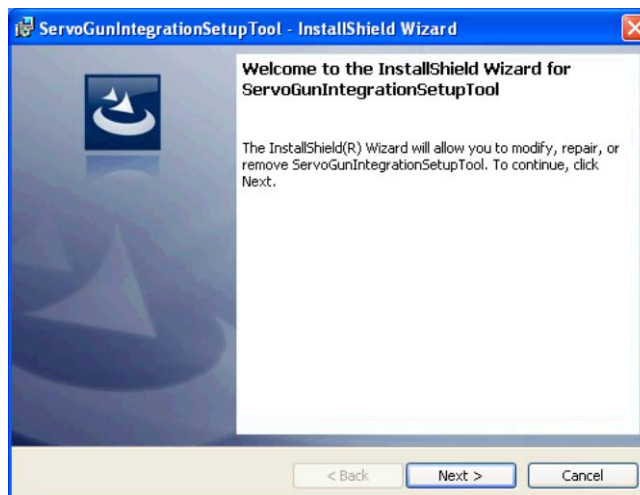 ServoGunIntegrationSetupTool - InstallShield Wizard
Welcome to the InstallShield Wizard for
ServoGunIntegrationSetupTool
The InstallShield(R) Wizard will allow you to modify, repair, or
remove ServoGunIntegrationSetupTool. To continue, click
Next.
< Back
Next >
Cancel